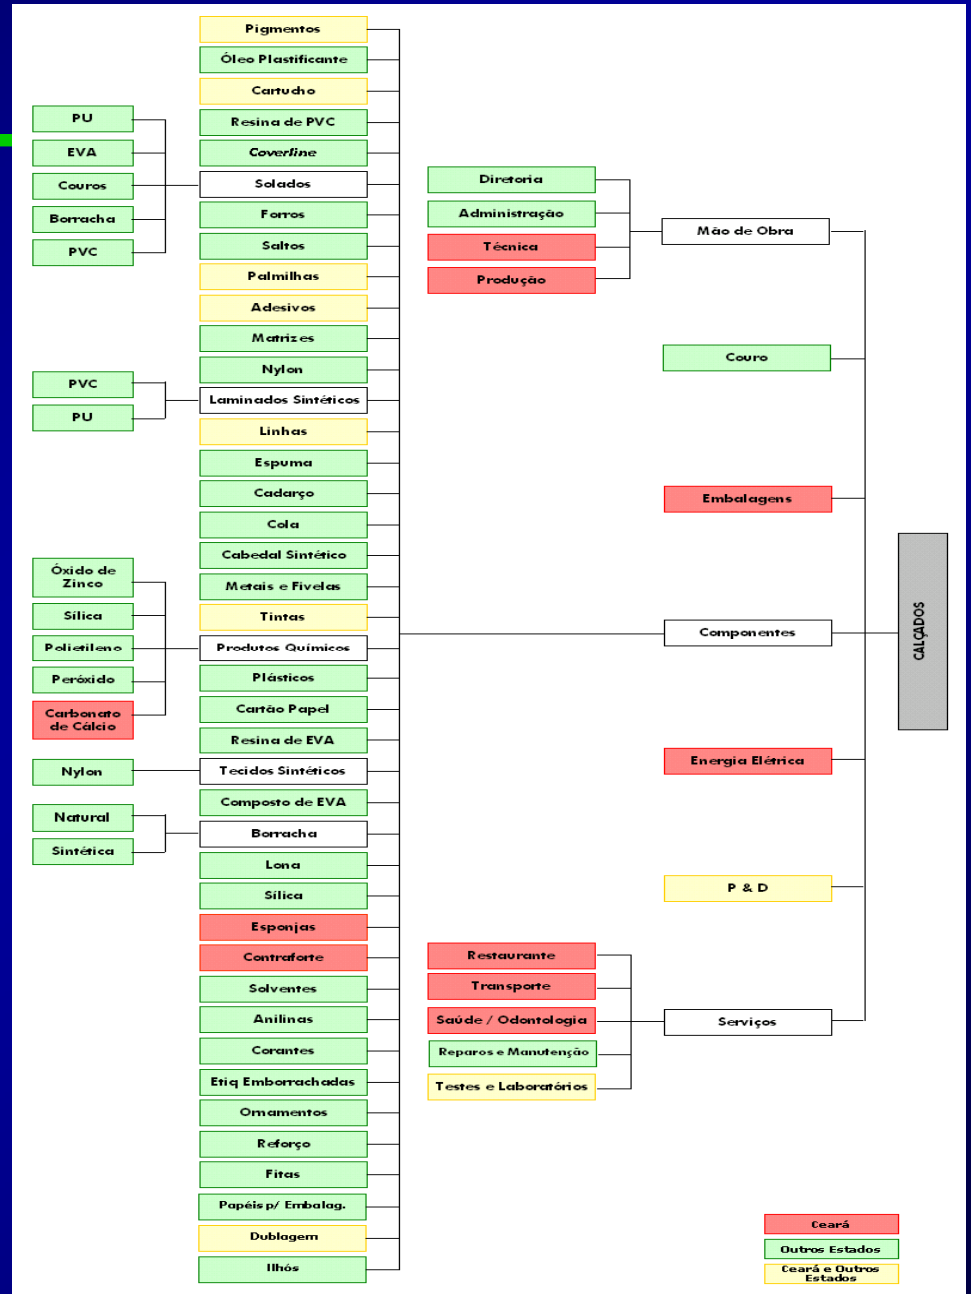 Pigmentos
Óleo Plastificante
Cartucho
Resina de PVC
Coverline
Solados
Forros
Saltos
Palmilhas
Adesivos
Matrizes
Nylon
Laminados Sintéticos
Linhas
Espuma
Cadarço
Cola
Cabedal Sintético
Metais e Fivelas
Tintas
Produtos Químicos
Plásticos
Cartão Papel
Resina de EVA
Tecidos Sintéticos
Composto de EVA
Borracha
Lona
Sílica
Esponjas
Contraforte
Solventes
Anilinas
Corantes
Etiq Emborrachadas
Ornamentos
Reforço
Fitas
Papéis p/ Embalag.
Dublagem
Ilhós
PU
EVA
Couros
Borracha
PVC
PVC
PU
Óxido de
Zinco
Sílica
Polietileno
Peróxido
Carbonato
de Cálcio
Nylon
Natural
Sintética
Diretoria
Administração
Técnica
Produção
Restaurante
Transporte
Saúde / Odontologia
Reparos e Manutenção
Testes e Laboratórios
Mão de Obra
Couro
Embalagens
Componentes
Energia Elétrica
P & D
Serviços
CALÇADOS
Ceará
Outros Estados
Ceará e Outros
Estados